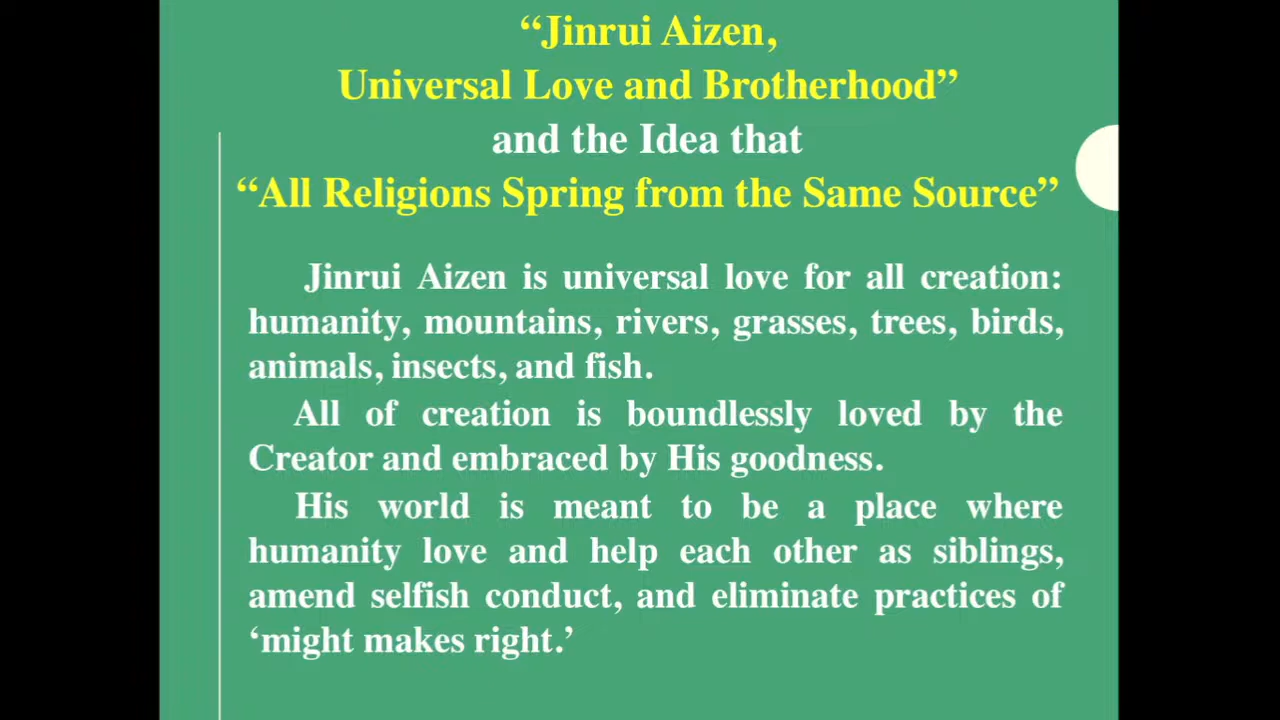 “Jinrui Aizen,
Universal Love and Brotherhood”
and the Idea that
“All Religions Spring from the Same Source”
Jinrui Aizen is universal love for all creation:
humanity, mountains, rivers, grasses, trees, birds,
animals, insects, and fish.
All of creation is boundlessly loved by the
Creator and embraced by His goodness.
His world is meant to be a place where
humanity love and help each other as siblings,
amend selfish conduct, and eliminate practices of
‘might makes right.’